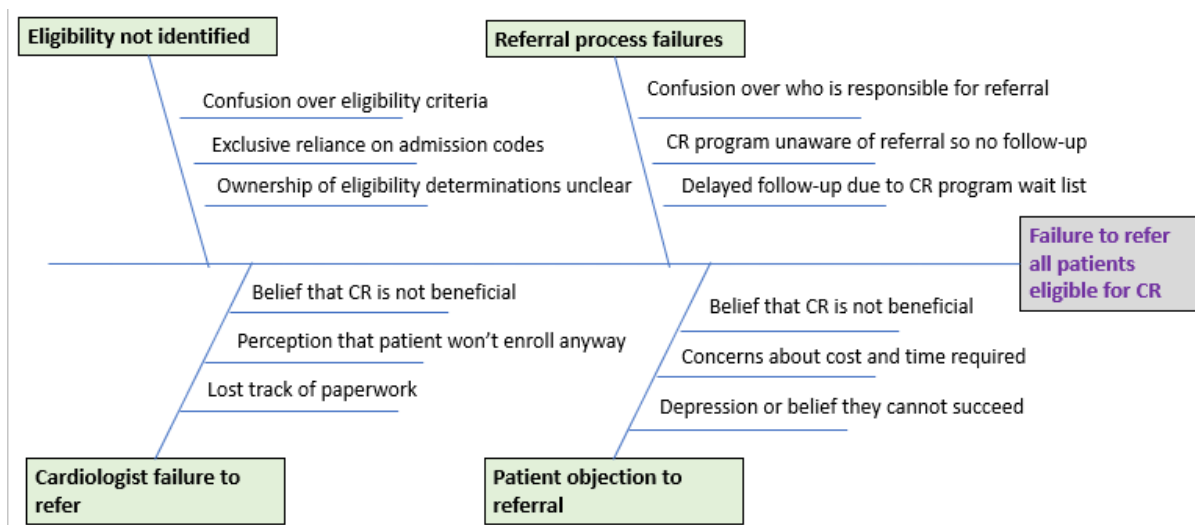 Eligibility not identified
Referral process failures
Confusion over eligibility criteria
Exclusive reliance on admission codes
Ownership of eligibility determinations unclear
Confusion over who is responsible for referral
CR program unaware of referral so no follow-up
Delayed follow-up due to CR program wait list
Failure to refer
all patients
eligible for CR
Belief that CR is not beneficial
Perception that patient won’t enroll anyway
Lost track of paperwork
Belief that CR is not beneficial
Concerns about cost and time required
Depression or belief they cannot succeed
Cardiologist failure to
refer
Patient objection to
referral